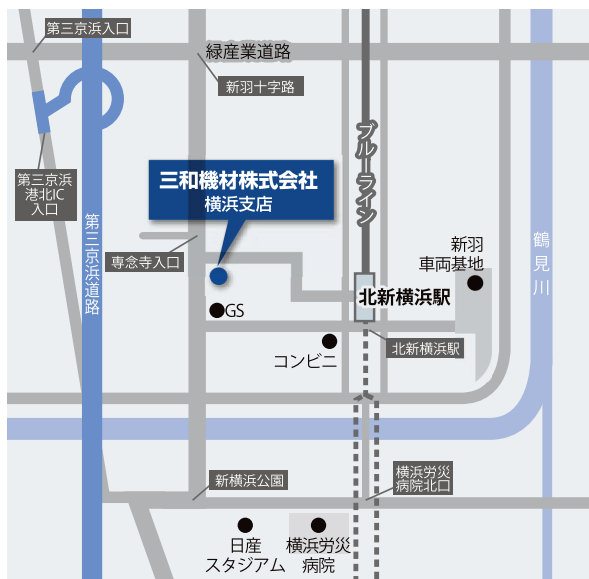 第三京浜入口
緑産業道路
新羽十字路
ブルーライン
第三京浜
港北IC
入口
三和機材株式会社
横浜支店
第三京浜道路
専念寺入口
新羽
車両基地
鶴見川
北新横浜駅
GS
コンビニ
北新横浜駅
新横浜公園
横浜労災
病院北口
日産
スタジアム
横浜労災
病院